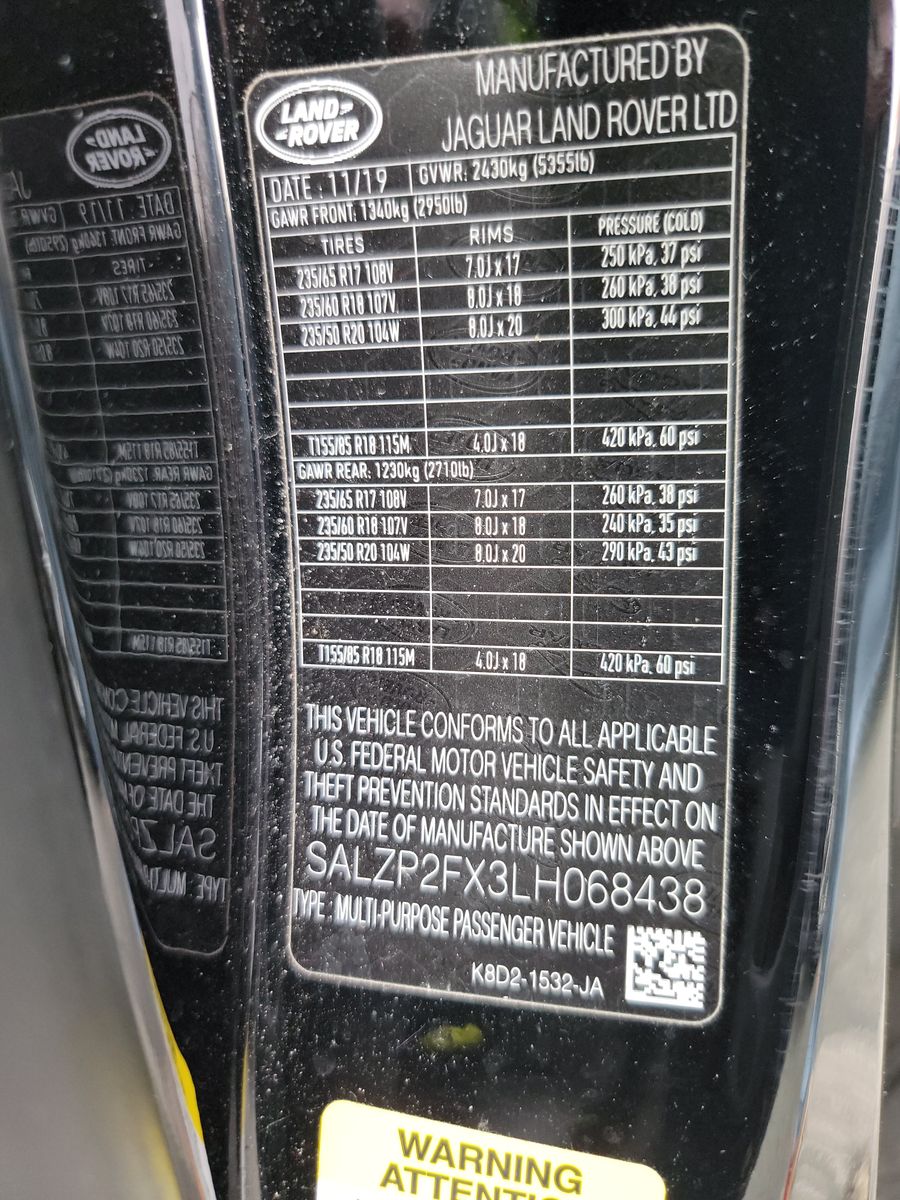 LAND ROVER
MANUFACTURED BY
JAGUAR LAND ROVER LTD
DATE : 11/19 GVWR: 2430kg (5355lb)
GAWR FRONT: 1340kg (2950lb)
TIRES RIMS PRESSURE (COLD)
235/65 R17 108V 7.0J x 17 250 kPa, 37 psi
235/60 R18 107V 8.0J x 18 260 kPa, 38 psi
235/50 R20 104W 8.0J x 20 300 kPa, 44 psi
T155/85 R18 115M 4.0J x 18 420 kPa, 60 psi
GAWR REAR: 1230kg (2710lb)
235/65 R17 108V 7.0J x 17 260 kPa, 38 psi
235/60 R18 107V 8.0J x 18 240 kPa, 35 psi
235/50 R20 104W 8.0J x 20 290 kPa, 43 psi
T155/85 R18 115M 4.0J x 18 420 kPa, 60 psi
THIS VEHICLE CONFORMS TO ALL APPLICABLE
U.S. FEDERAL MOTOR VEHICLE SAFETY AND
THEFT PREVENTION STANDARDS IN EFFECT ON
THE DATE OF MANUFACTURE SHOWN ABOVE
SALZP2FX3LH068438
TYPE : MULTI-PURPOSE PASSENGER VEHICLE
K8D2-1532-JA
WARNING